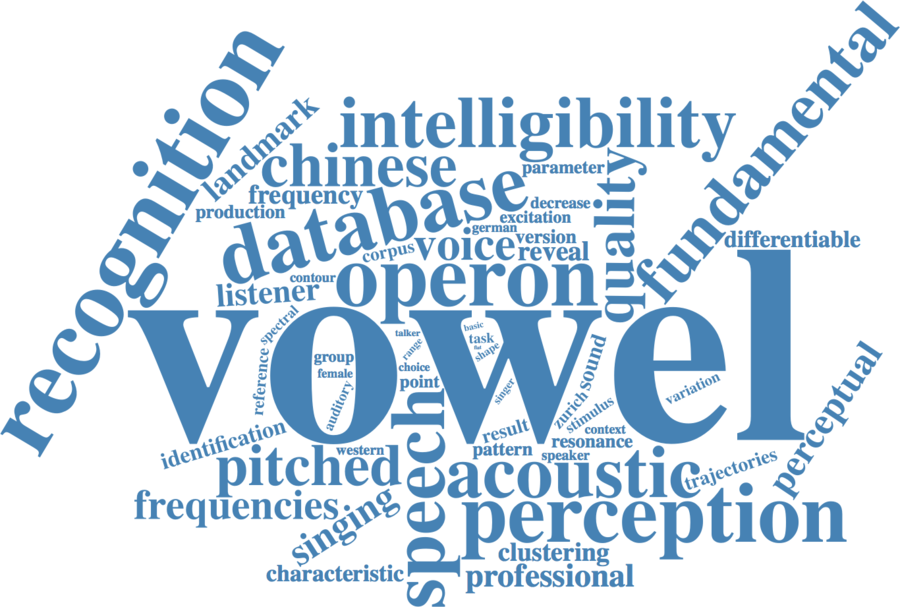 recognition
fundamental
landmark
intelligibility
chinese
parameter
frequency
database
decrease
production
excitation
quality
german
corpus
voice
version
reveal
differentiable
contour
operon
listener
vowel
spectral
talker
basic
range
task
flat
shape
reference
group
female
choice
point
auditory
singer
zurich
sound
stimulus
variation
perceptual
identification
western
speech
result
pattern
context
resonance
speaker
pitched
acoustic
trajectories
frequencies
singing
perception
clustering
characteristic
professional